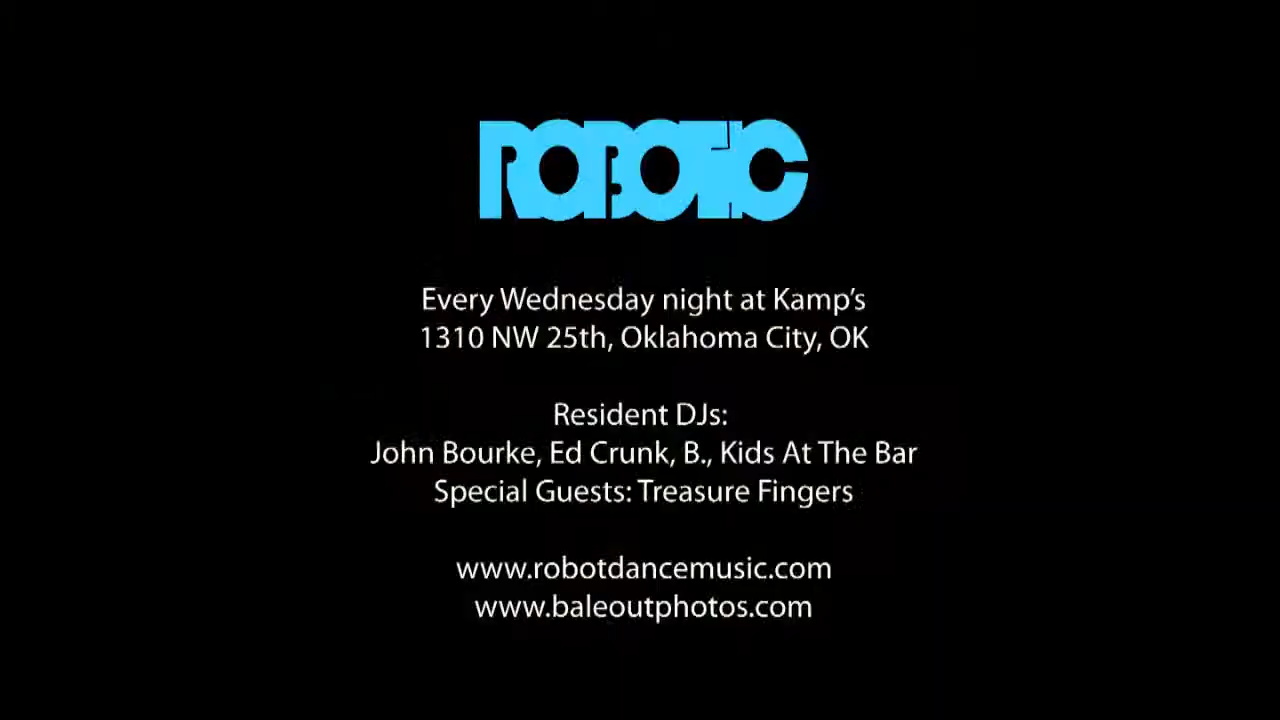 ROBOTIC
Every Wednesday night at Kamp’s
1310 NW 25th, Oklahoma City, OK
Resident DJs:
John Bourke, Ed Crunk, B., Kids At The Bar
Special Guests: Treasure Fingers
www.robotdancemusic.com
www.baleoutphotos.com